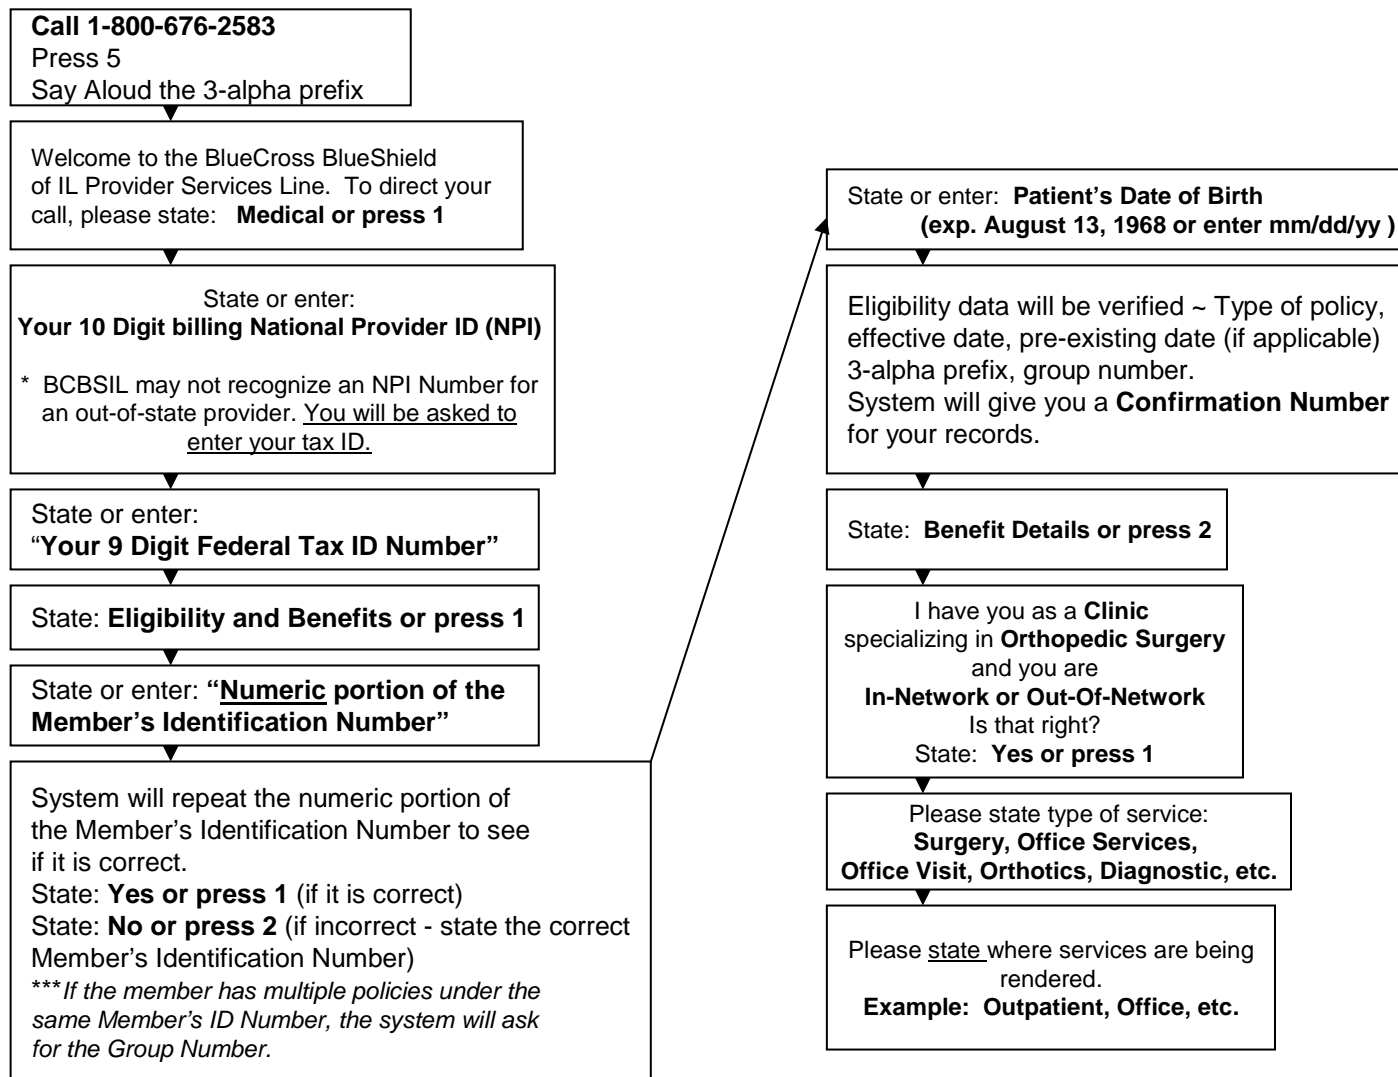 Call 1-800-676-2583
Press 5
Say Aloud the 3-alpha prefix
Welcome to the BlueCross BlueShield
of IL Provider Services Line.  To direct your
call, please state:   Medical or press 1
State or enter:
Your 10 Digit billing National Provider ID (NPI)
*  BCBSIL may not recognize an NPI Number for
an out-of-state provider. You will be asked to
enter your tax ID.
State or enter:
“Your 9 Digit Federal Tax ID Number”
State: Eligibility and Benefits or press 1
State or enter: “Numeric portion of the
Member’s Identification Number”
System will repeat the numeric portion of
the Member’s Identification Number to see
if it is correct.
State: Yes or press 1 (if it is correct)
State: No or press 2 (if incorrect - state the correct
Member’s Identification Number)
***If the member has multiple policies under the
same Member’s ID Number, the system will ask
for the Group Number.
State or enter:  Patient’s Date of Birth
(exp. August 13, 1968 or enter mm/dd/yy )
Eligibility data will be verified ~ Type of policy,
effective date, pre-existing date (if applicable)
3-alpha prefix, group number.
System will give you a Confirmation Number
for your records.
State:  Benefit Details or press 2
I have you as a Clinic
specializing in Orthopedic Surgery
and you are
In-Network or Out-Of-Network
Is that right?
State:  Yes or press 1
Please state type of service:
Surgery, Office Services,
Office Visit, Orthotics, Diagnostic, etc.
Please state where services are being
rendered.
Example:  Outpatient, Office, etc.